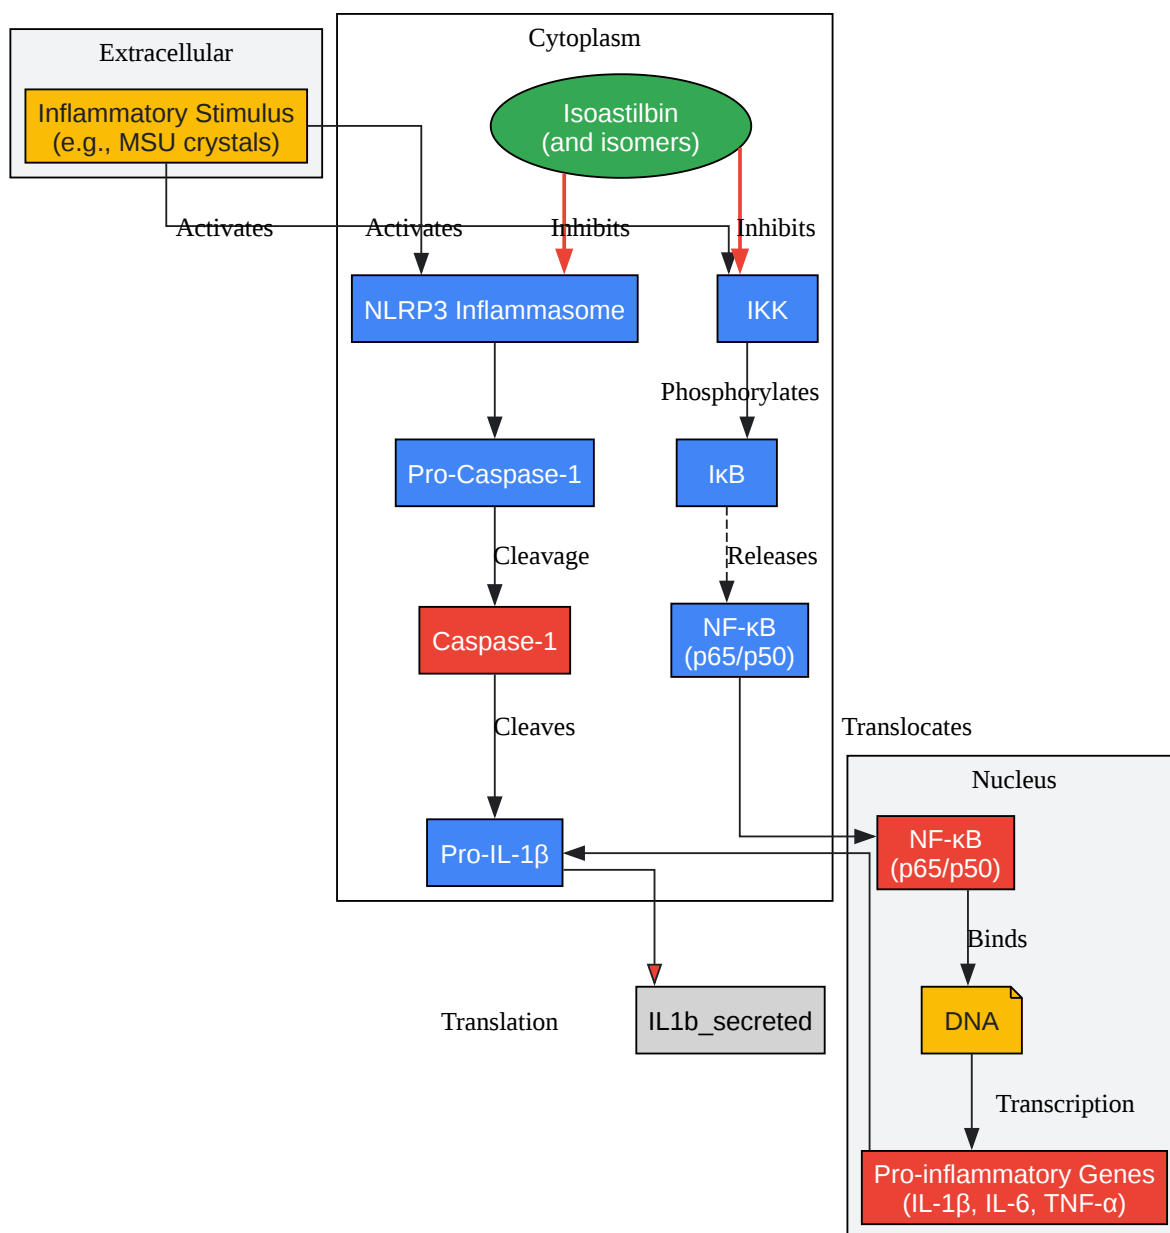 Extracellular
Cytoplasm
Inflammatory Stimulus
(e.g., MSU crystals)
Isoastilbin
(and isomers)
Activates
Activates
Inhibits
Inhibits
NLRP3 Inflammasome
IKK
Phosphorylates
Pro-Caspase-1
IκB
Cleavage
Releases
Caspase-1
NF-κB
(p65/p50)
Cleaves
Translocates
Nucleus
Pro-IL-1β
NF-κB
(p65/p50)
Binds
Translation
IL1b_secreted
DNA
Transcription
Pro-inflammatory Genes
(IL-1β, IL-6, TNF-α)